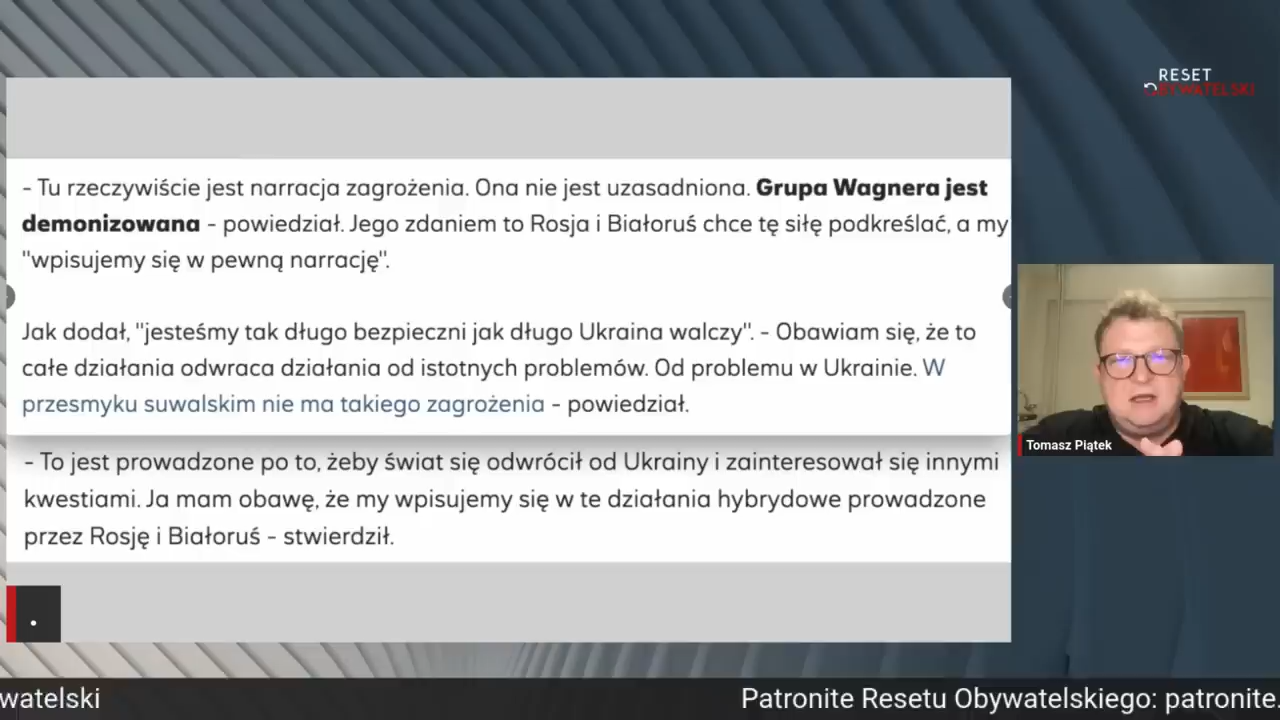 RESET
OBYWATELSKI
- Tu rzeczywiście jest narracja zagrożenia. Ona nie jest uzasadniona. Grupa Wagnera jest
demonizowana - powiedział. Jego zdaniem to Rosja i Białoruś chce tę siłę podkreślać, a my
"wpisujemy się w pewną narrację".
Jak dodał, "jesteśmy tak długo bezpieczni jak długo Ukraina walczy". - Obawiam się, że to
całe działania odwraca działania od istotnych problemów. Od problemu w Ukrainie. W
przesmyku suwalskim nie ma takiego zagrożenia - powiedział.
- To jest prowadzone po to, żeby świat się odwrócił od Ukrainy i zainteresował się innymi
kwestiami. Ja mam obawę, że my wpisujemy się w te działania hybrydowe prowadzone
przez Rosję i Białoruś - stwierdził.
Tomasz Piątek
.
watelski Patronite Resetu Obywatelskiego: patronite.